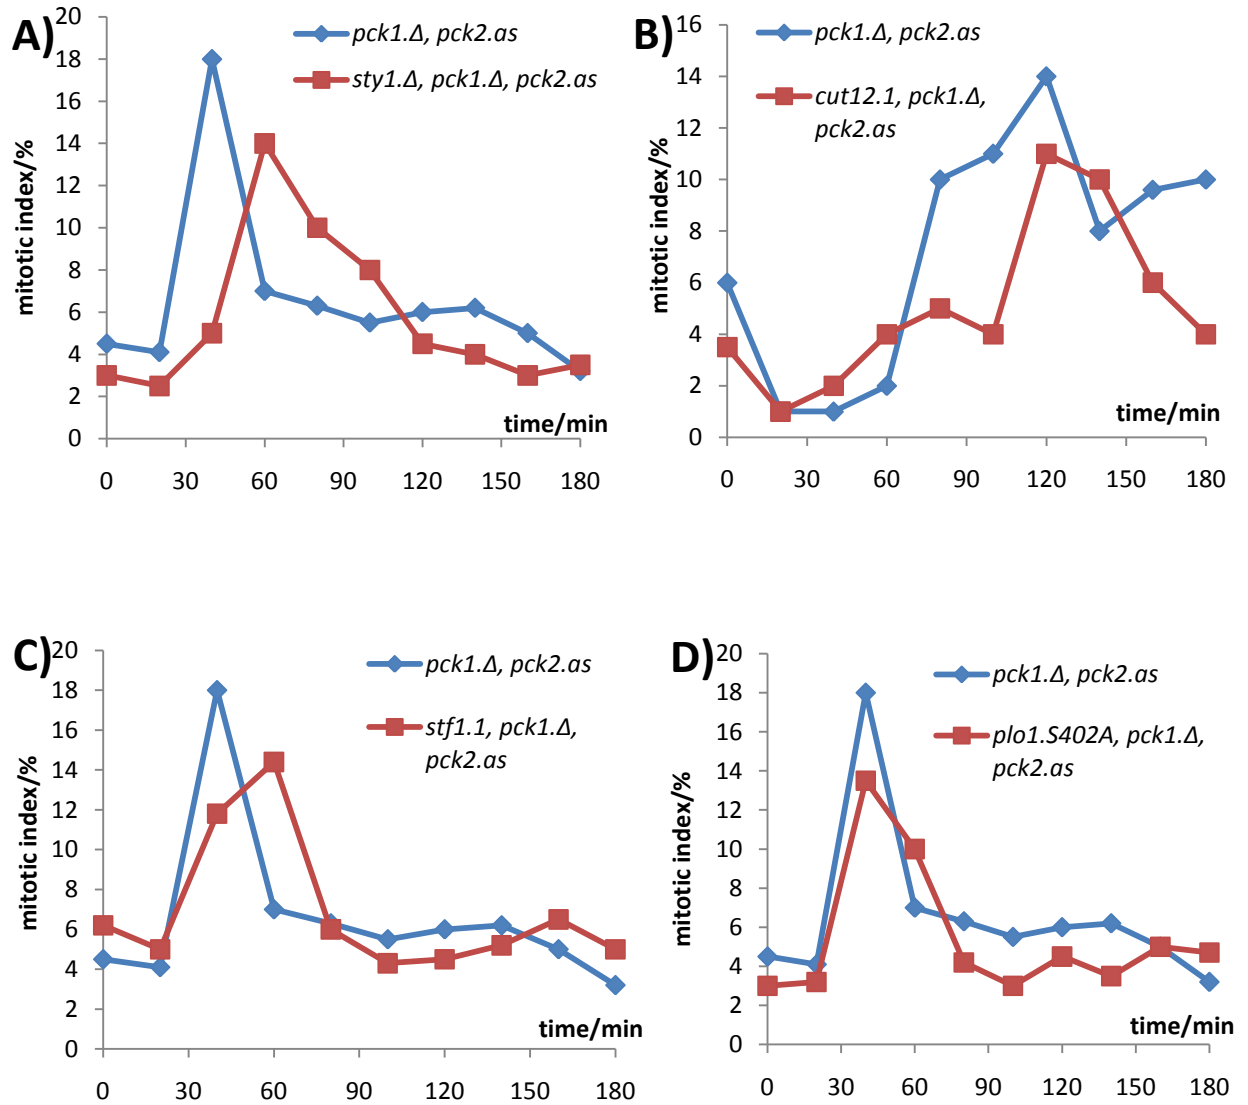 A)
pck1.Δ, pck2.as
sty1.Δ, pck1.Δ, pck2.as
mitotic index/%
20
18
16
14
12
10
8
6
4
2
0
time/min
0 30 60 90 120 150 180
B)
pck1.Δ, pck2.as
cut12.1, pck1.Δ,
pck2.as
mitotic index/%
16
14
12
10
8
6
4
2
0
time/min
0 30 60 90 120 150 180
C)
pck1.Δ, pck2.as
stf1.1, pck1.Δ,
pck2.as
mitotic index/%
20
18
16
14
12
10
8
6
4
2
0
time/min
0 30 60 90 120 150 180
D)
pck1.Δ, pck2.as
plo1.S402A, pck1.Δ,
pck2.as
mitotic index/%
20
18
16
14
12
10
8
6
4
2
0
time/min
0 30 60 90 120 150 180